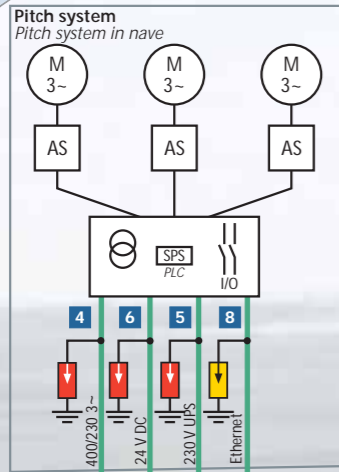 Pitch system
Pitch system in nave
M
3~
M
3~
M
3~
AS
AS
AS
SPS
PLC
I/O
4
6
5
8
400/230 3~
24 V DC
230 V UPS
Ethernet